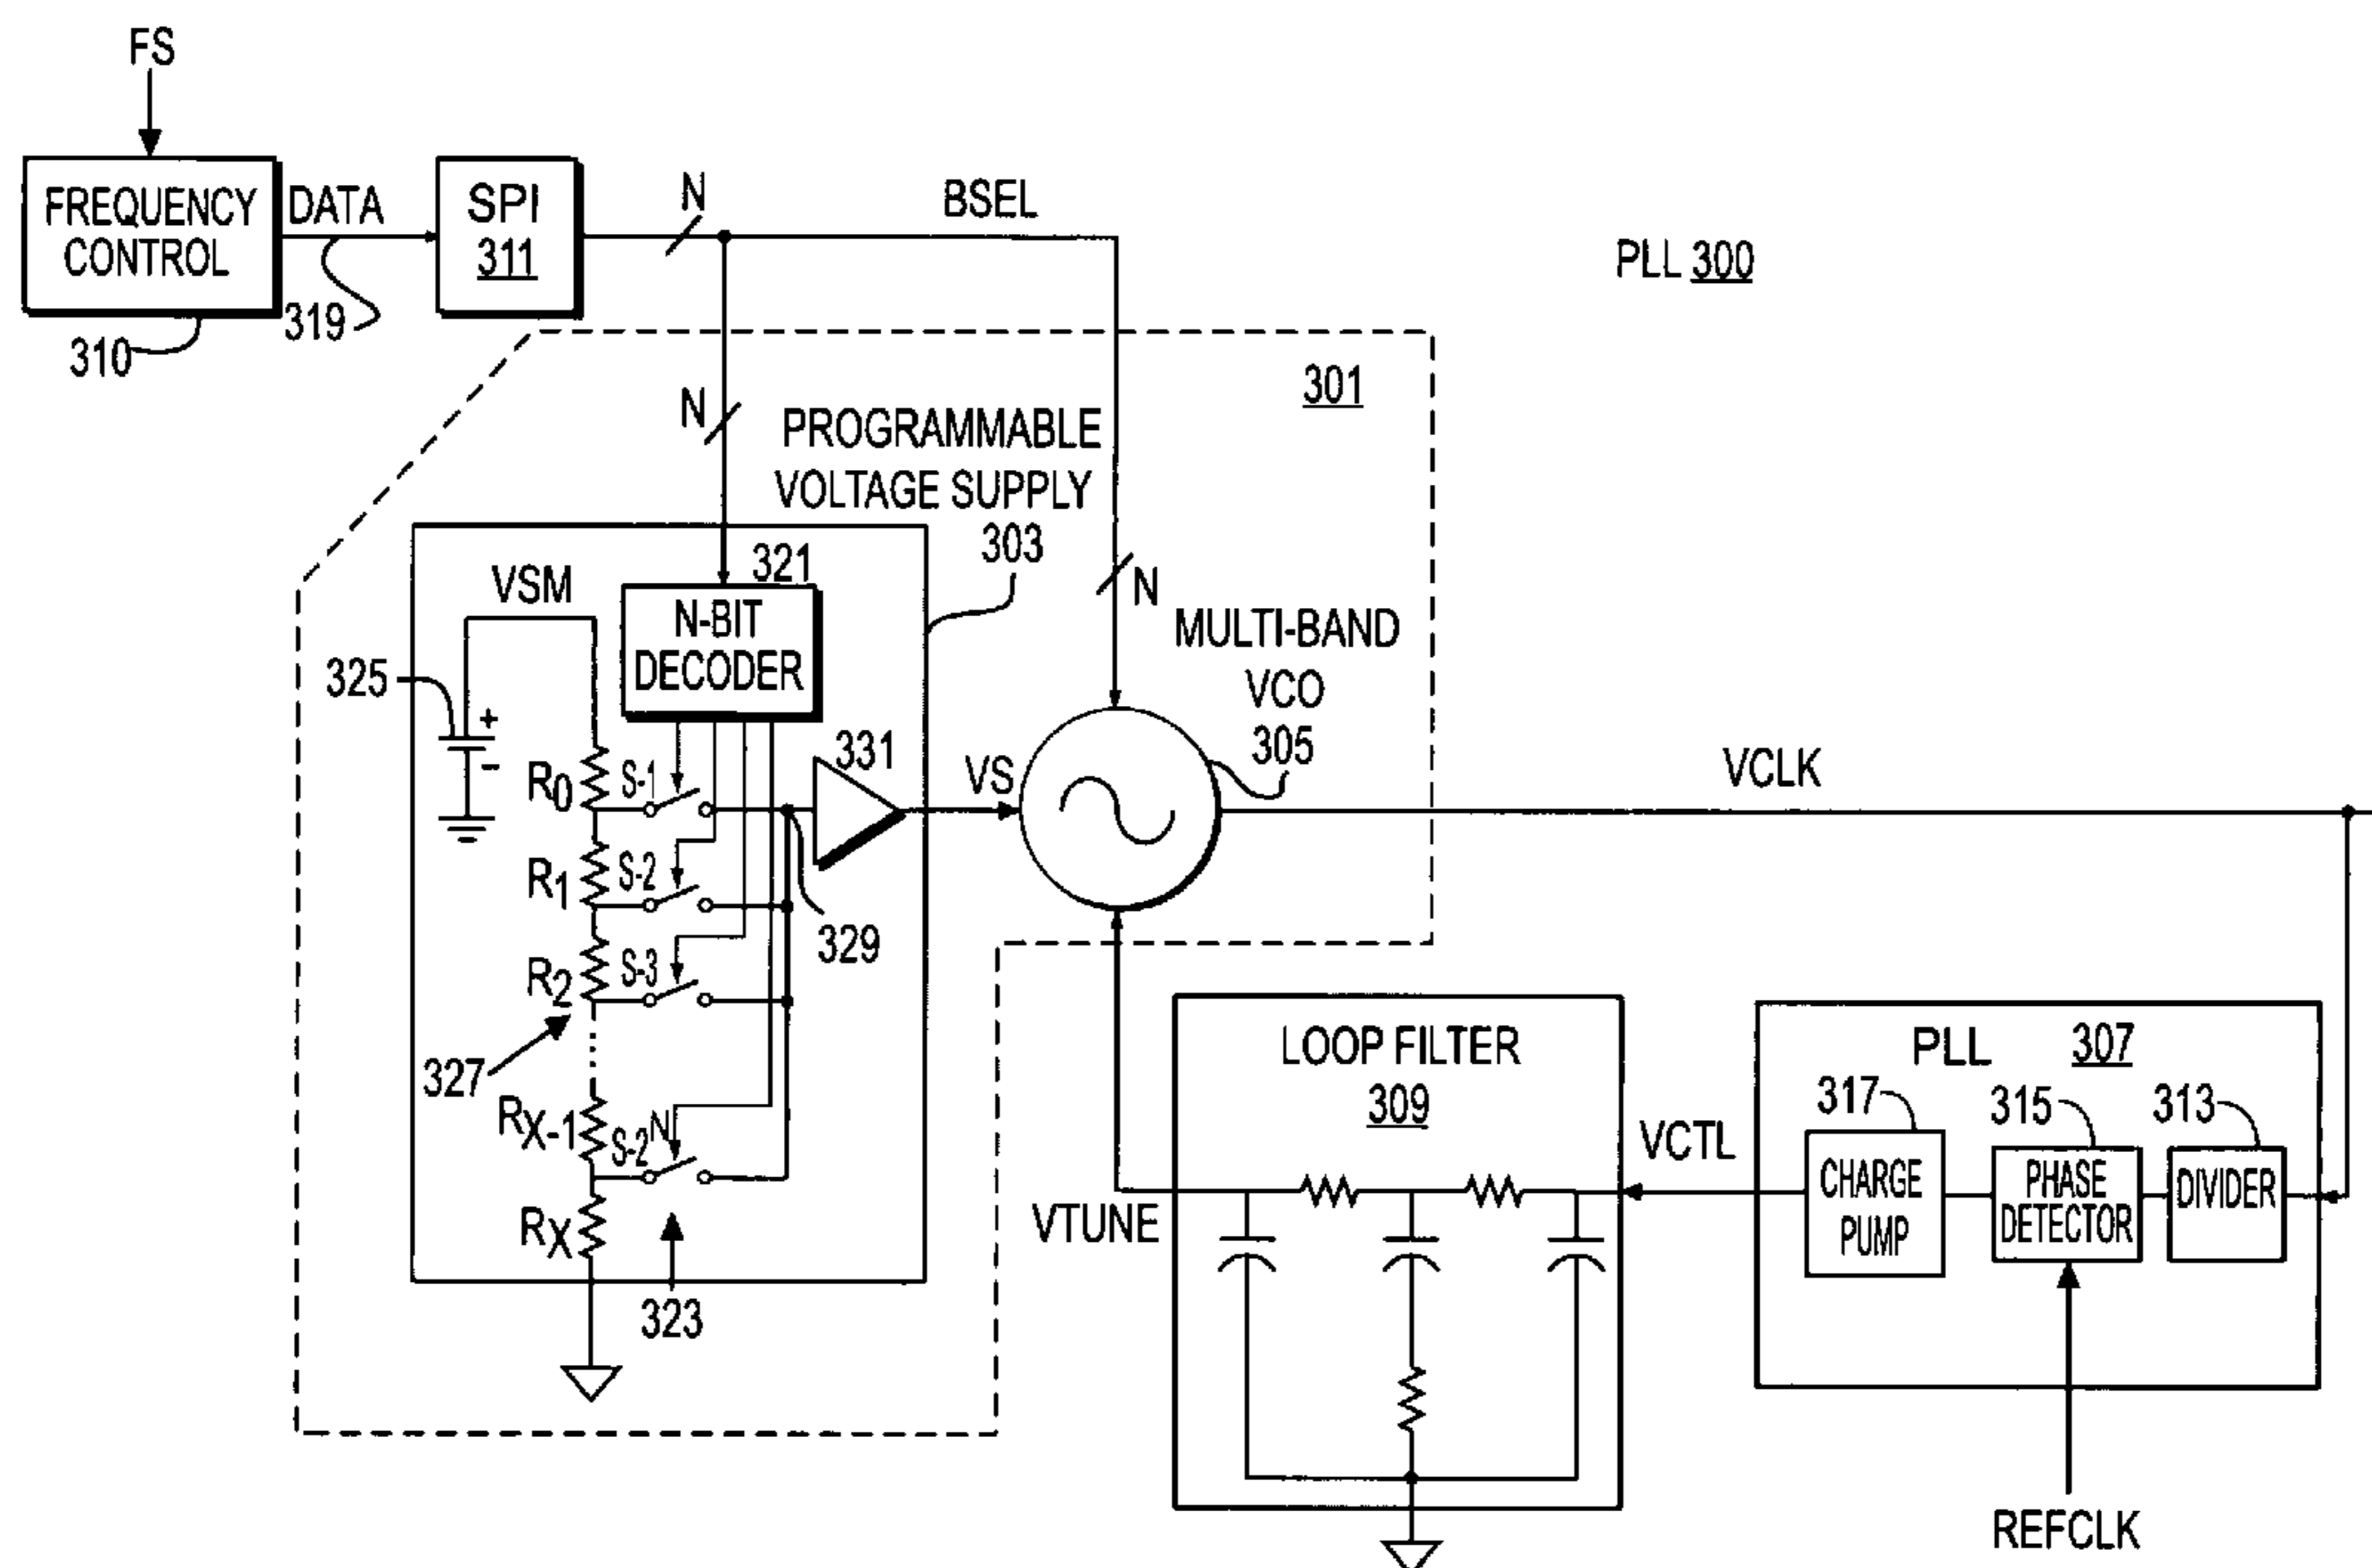 FS
FREQUENCY
CONTROL
310
DATA
319
SPI
311
N
BSEL
PLL 300
301
N
PROGRAMMABLE
VOLTAGE SUPPLY
303
N
321
N-BIT
DECODER
VSM
325
+
-
MULTI-BAND
VCO
305
331
VS
VCLK
R0
S-1
R1
S-2
329
R2
S-3
327
RX-1
S-2N
RX
323
LOOP FILTER
309
VTUNE
VCTL
PLL 307
317
315
313
CHARGE
PUMP
PHASE
DETECTOR
DIVIDER
REFCLK